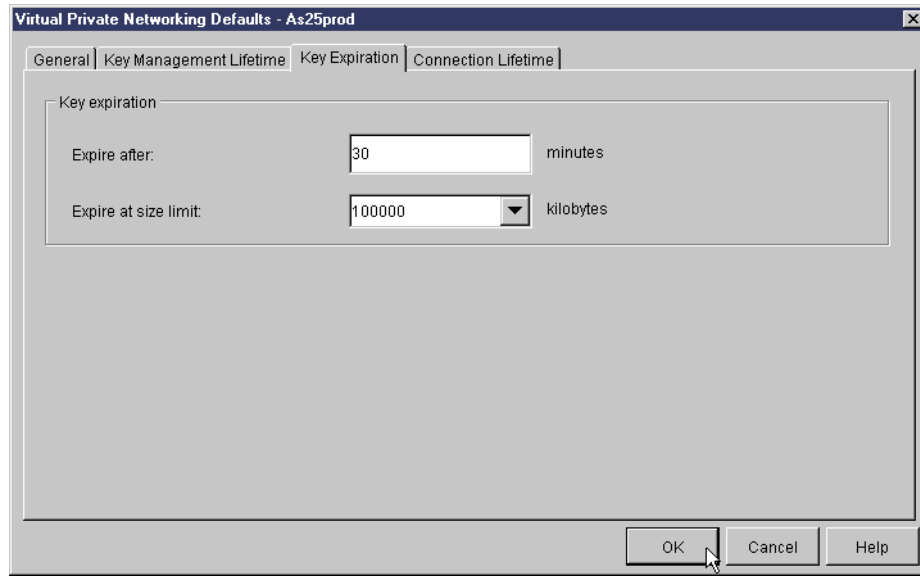 Virtual Private Networking Defaults - As25prod
General Key Management Lifetime Key Expiration Connection Lifetime
Key expiration
Expire after: 30 minutes
Expire at size limit: 100000 kilobytes
OK Cancel Help